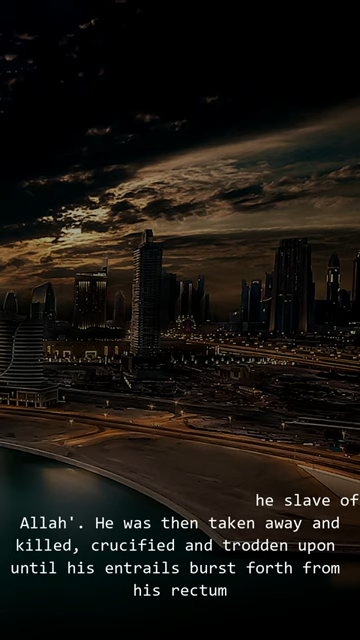 he slave of
Allah'. He was then taken away and
killed, crucified and trodden upon
until his entrails burst forth from
his rectum